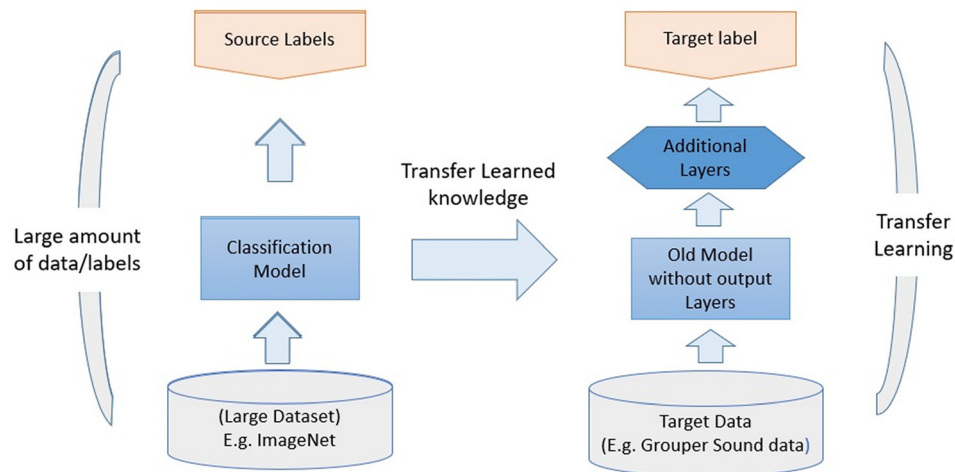 Source Labels
Target label
Additional
Layers
Transfer Learned
knowledge
Large amount
of data/labels
Classification
Model
Old Model
without output
Layers
Transfer
Learning
(Large Dataset)
E.g. ImageNet
Target Data
(E.g. Grouper Sound data)